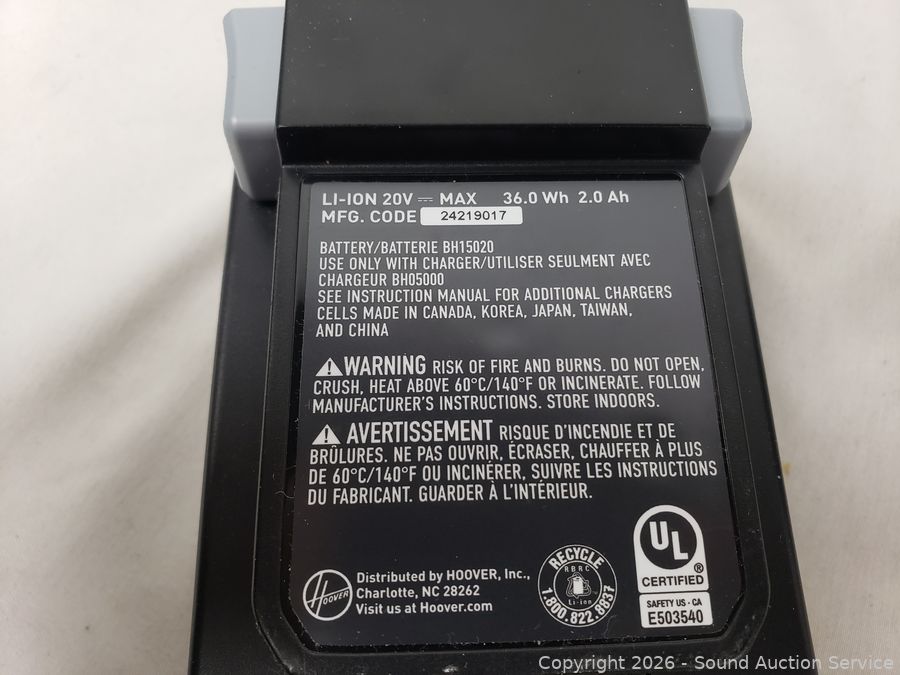 LI-ION 20V ⎓ MAX 36.0 Wh 2.0 Ah
MFG. CODE 24219017
BATTERY/BATTERIE BH15020
USE ONLY WITH CHARGER/UTILISER SEULMENT AVEC
CHARGEUR BH05000
SEE INSTRUCTION MANUAL FOR ADDITIONAL CHARGERS
CELLS MADE IN CANADA, KOREA, JAPAN, TAIWAN,
AND CHINA
WARNING RISK OF FIRE AND BURNS. DO NOT OPEN,
CRUSH, HEAT ABOVE 60°C/140°F OR INCINERATE. FOLLOW
MANUFACTURER'S INSTRUCTIONS. STORE INDOORS.
AVERTISSEMENT RISQUE D'INCENDIE ET DE
BRÛLURES. NE PAS OUVRIR, ÉCRASER, CHAUFFER À PLUS
DE 60°C/140°F OU INCINÉRER, SUIVRE LES INSTRUCTIONS
DU FABRICANT. GUARDER À L'INTÉRIEUR.
HOOVER
Distributed by HOOVER, Inc.,
Charlotte, NC 28262
Visit us at Hoover.com
RECYCLE
RBRC
Li-ion
1.800.822.8837
UL
®
CERTIFIED
SAFETY US - CA
E503540
Copyright 2026 - Sound Auction Service